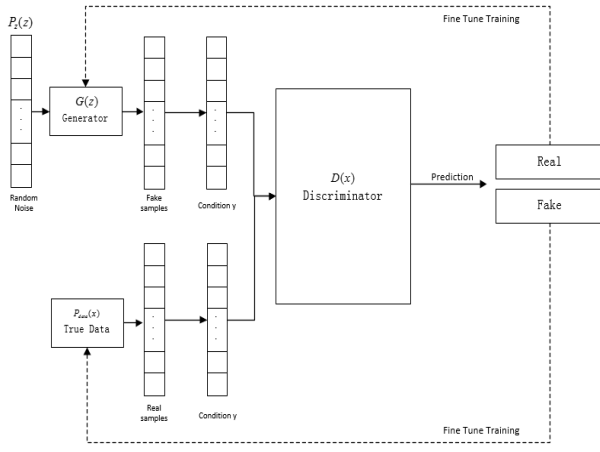 Fine Tune Training
P_z(z)
G(z)
Generator
Random
Noise
Fake
samples
Condition y
D(x)
Discriminator
Prediction
Real
Fake
P_data(x)
True Data
Real
samples
Condition y
Fine Tune Training